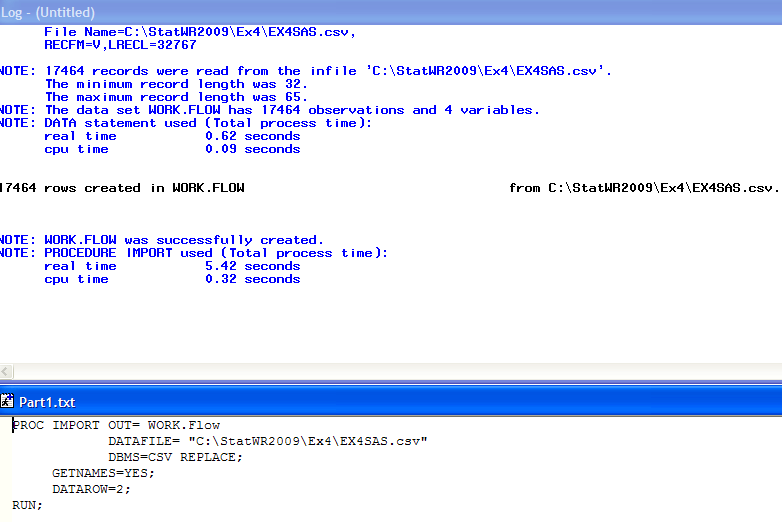 Log - (Untitled)
File Name=C:\StatWR2009\Ex4\EX4SAS.csv,
RECFM=V,LRECL=32767
NOTE: 17464 records were read from the infile 'C:\StatWR2009\Ex4\EX4SAS.csv'.
The minimum record length was 32.
The maximum record length was 65.
NOTE: The data set WORK.FLOW has 17464 observations and 4 variables.
NOTE: DATA statement used (Total process time):
real time 0.62 seconds
cpu time 0.09 seconds
17464 rows created in WORK.FLOW from C:\StatWR2009\Ex4\EX4SAS.csv.
NOTE: WORK.FLOW was successfully created.
NOTE: PROCEDURE IMPORT used (Total process time):
real time 5.42 seconds
cpu time 0.32 seconds
Part1.txt
PROC IMPORT OUT= WORK.Flow
DATAFILE= "C:\StatWR2009\Ex4\EX4SAS.csv"
DBMS=CSV REPLACE;
GETNAMES=YES;
DATAROW=2;
RUN;